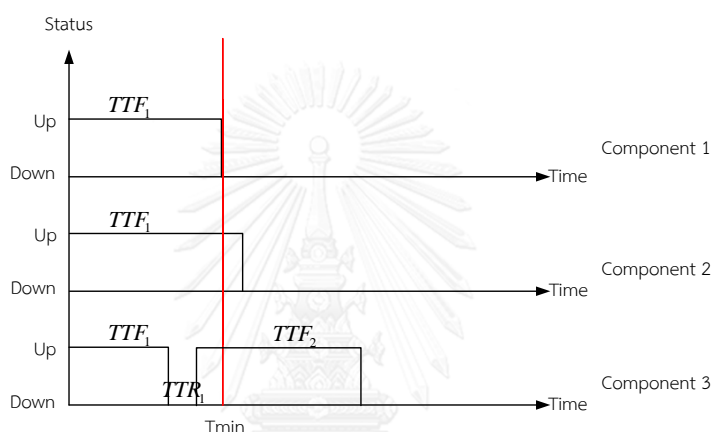 Status
TTF1
Up
Component 1
Down
Time
TTF1
Up
Component 2
Down
Time
TTF1
TTF2
Up
TTR1
Component 3
Down
Time
Tmin